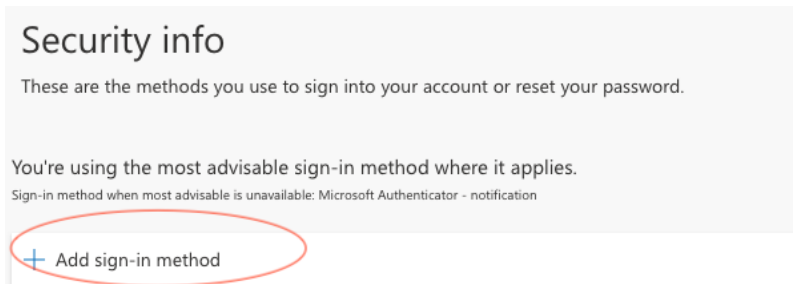 Security info
These are the methods you use to sign into your account or reset your password.
You're using the most advisable sign-in method where it applies.
Sign-in method when most advisable is unavailable: Microsoft Authenticator - notification
+ Add sign-in method